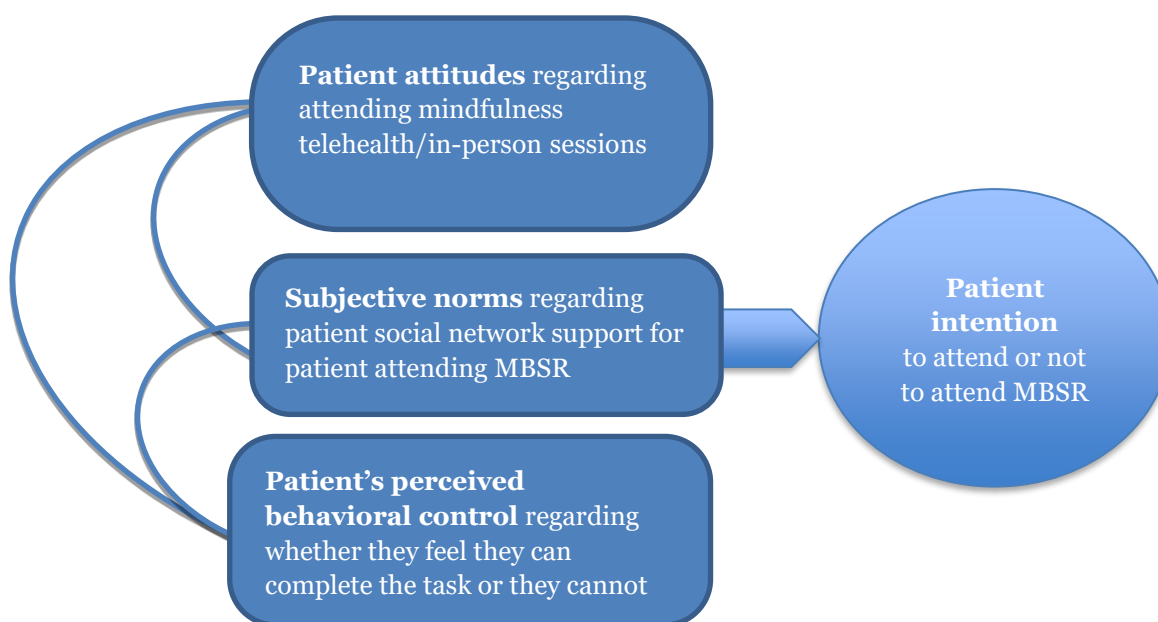 Patient attitudes regarding
attending mindfulness
telehealth/in-person sessions
Subjective norms regarding
patient social network support for
patient attending MBSR
Patient’s perceived
behavioral control regarding
whether they feel they can
complete the task or they cannot
Patient
intention
to attend or not
to attend MBSR